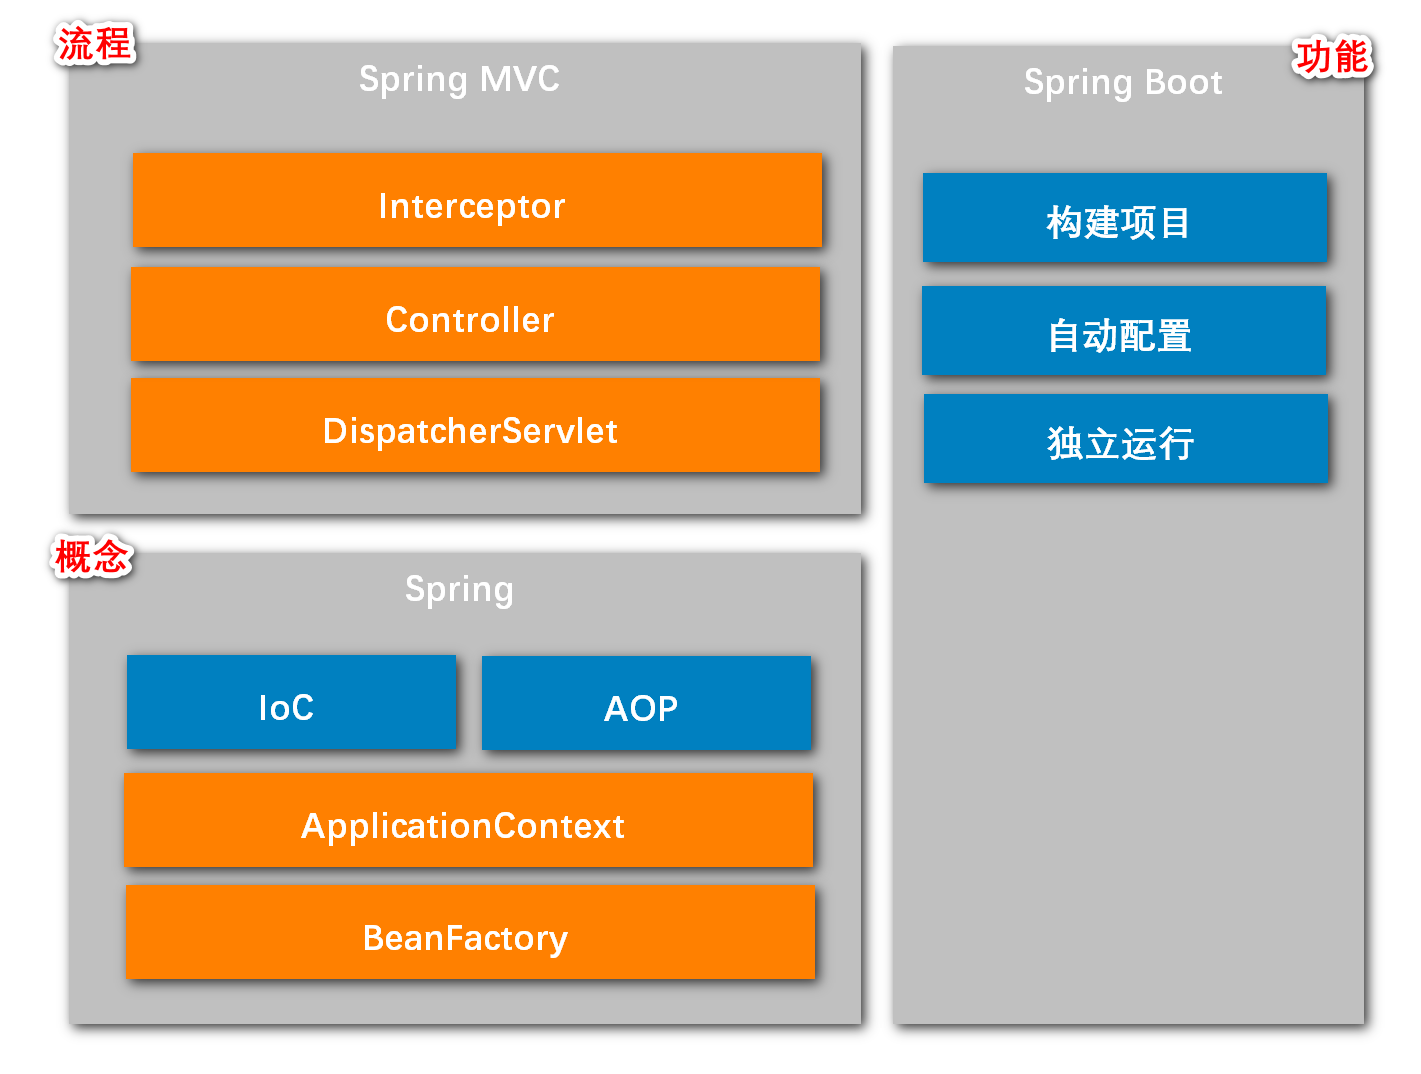 流程
Spring MVC
Interceptor
Controller
DispatcherServlet
概念
Spring
IoC
AOP
ApplicationContext
BeanFactory
功能
Spring Boot
构建项目
自动配置
独立运行